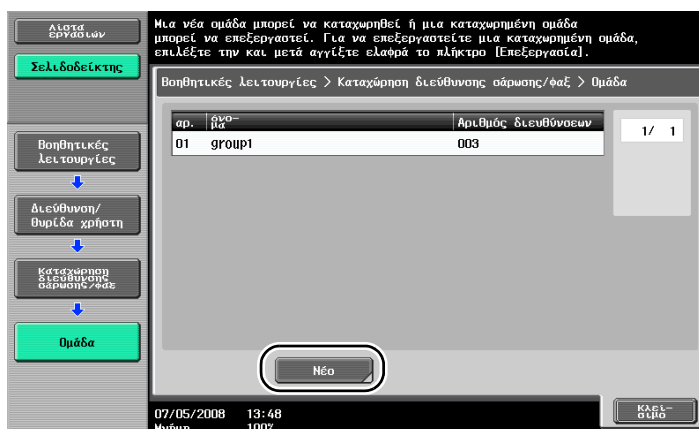 Λίστα
εργασιών
Σελιδοδείκτης
Βοηθητικές
λειτουργίες
Διεύθυνση/
Θυρίδα χρήστη
Καταχώρηση
διεύθυνσης
σάρωσης/φαξ
Ομάδα
Μια νέα ομάδα μπορεί να καταχωρηθεί ή μια καταχωρημένη ομάδα
μπορεί να επεξεργαστεί. Για να επεξεργαστείτε μια καταχωρημένη ομάδα,
επιλέξτε την και μετά αγγίξτε ελαφρά το πλήκτρο [Επεξεργασία].
Βοηθητικές λειτουργίες > Καταχώρηση διεύθυνσης σάρωσης/φαξ > Ομάδα
αρ. όνο-
μα Αριθμός διευθύνσεων
01 group1 003
1/ 1
Νέο
07/05/2008 13:48
Μνήμη 100%
Κλεί-
σιμο